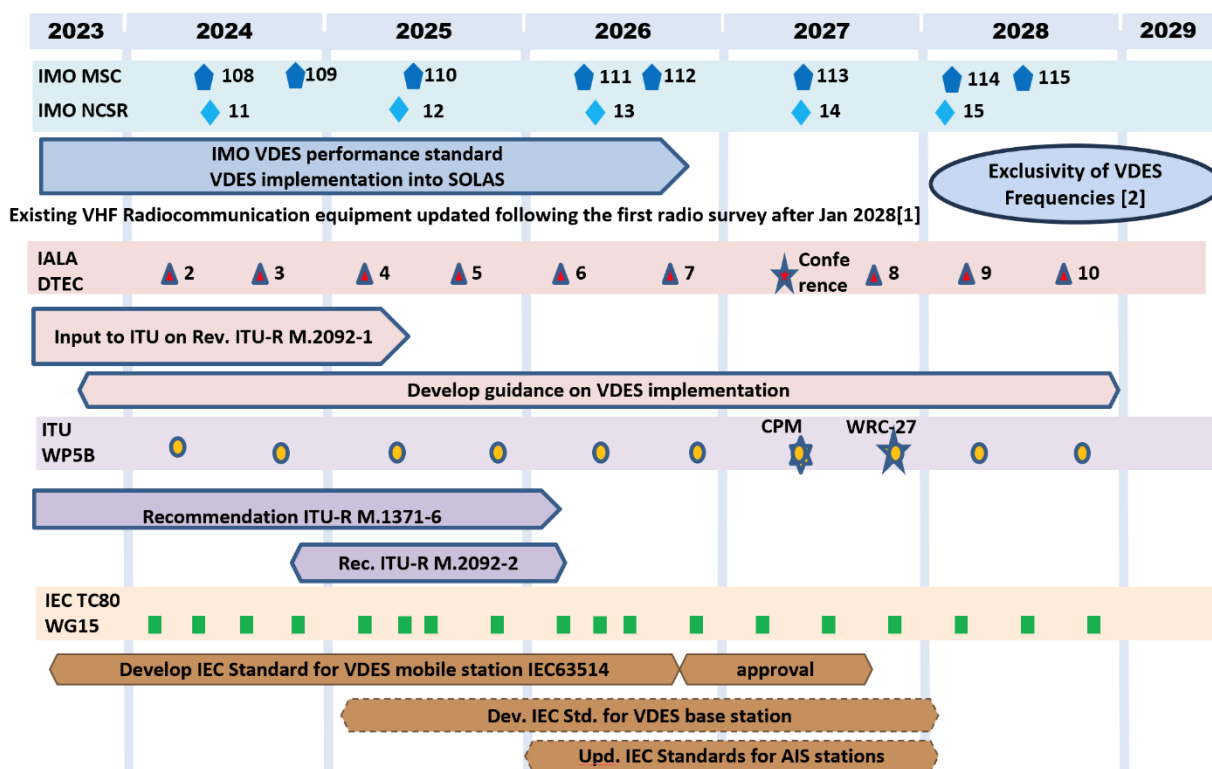 2023 2024 2025 2026 2027 2028 2029
IMO MSC 108 109 110 111 112 113 114 115
IMO NCSR 11 12 13 14 15
IMO VDES performance standard
VDES implementation into SOLAS
Exclusivity of VDES
Frequencies [2]
Existing VHF Radiocommunication equipment updated following the first radio survey after Jan 2028[1]
IALA
DTEC
2 3 4 5 6 7
Confe
rence
8 9 10
Input to ITU on Rev. ITU-R M.2092-1
Develop guidance on VDES implementation
ITU
WP5B
CPM WRC-27
Recommendation ITU-R M.1371-6
Rec. ITU-R M.2092-2
IEC TC80
WG15
Develop IEC Standard for VDES mobile station IEC63514 approval
Dev. IEC Std. for VDES base station
Upd. IEC Standards for AIS stations